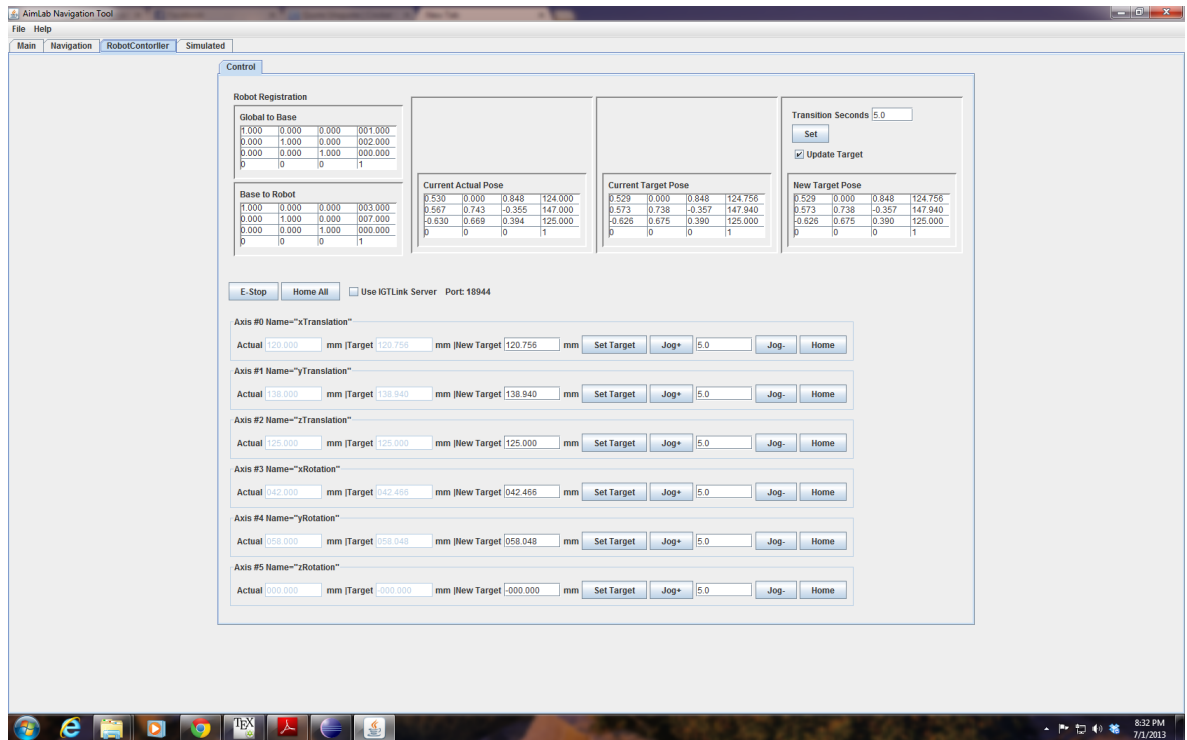 AimLab Navigation Tool
File Help
Main Navigation RobotContorller Simulated
Control
Robot Registration
Global to Base
1.000 0.000 0.000 001.000
0.000 1.000 0.000 002.000
0.000 0.000 1.000 000.000
0 0 0 1
Base to Robot
1.000 0.000 0.000 003.000
0.000 1.000 0.000 007.000
0.000 0.000 1.000 000.000
0 0 0 1
Current Actual Pose
0.530 0.000 0.848 124.000
0.567 0.743 -0.355 147.000
-0.630 0.669 0.394 125.000
0 0 0 1
Current Target Pose
0.529 0.000 0.848 124.756
0.573 0.738 -0.357 147.940
-0.626 0.675 0.390 125.000
0 0 0 1
Transition Seconds 5.0
Set
Update Target
New Target Pose
0.529 0.000 0.848 124.756
0.573 0.738 -0.357 147.940
-0.626 0.675 0.390 125.000
0 0 0 1
E-Stop Home All Use IGTLink Server Port: 18944
Axis #0 Name="xTranslation"
Actual 120.000 mm |Target 120.756 mm |New Target 120.756 mm Set Target Jog+ 5.0 Jog- Home
Axis #1 Name="yTranslation"
Actual 138.000 mm |Target 138.940 mm |New Target 138.940 mm Set Target Jog+ 5.0 Jog- Home
Axis #2 Name="zTranslation"
Actual 125.000 mm |Target 125.000 mm |New Target 125.000 mm Set Target Jog+ 5.0 Jog- Home
Axis #3 Name="xRotation"
Actual 042.000 mm |Target 042.466 mm |New Target 042.466 mm Set Target Jog+ 5.0 Jog- Home
Axis #4 Name="yRotation"
Actual 058.000 mm |Target 058.048 mm |New Target 058.048 mm Set Target Jog+ 5.0 Jog- Home
Axis #5 Name="zRotation"
Actual 000.000 mm |Target -000.000 mm |New Target -000.000 mm Set Target Jog+ 5.0 Jog- Home
TEX
8:32 PM
7/1/2013